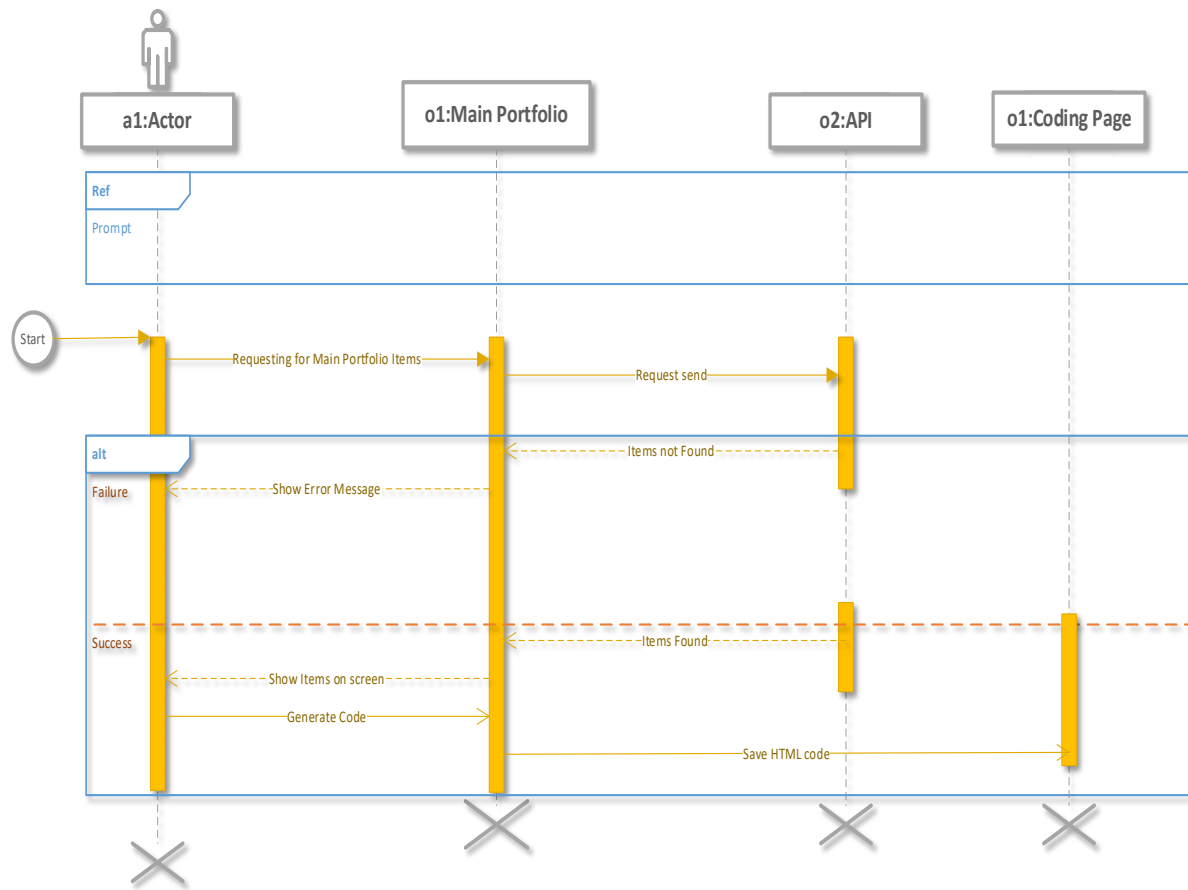 a1:Actor
o1:Main Portfolio
o2:API
o1:Coding Page
Ref
Prompt
Start
Requesting for Main Portfolio Items
Request send
alt
Items not Found
Failure
Show Error Message
Success
Items Found
Show Items on screen
Generate Code
Save HTML code